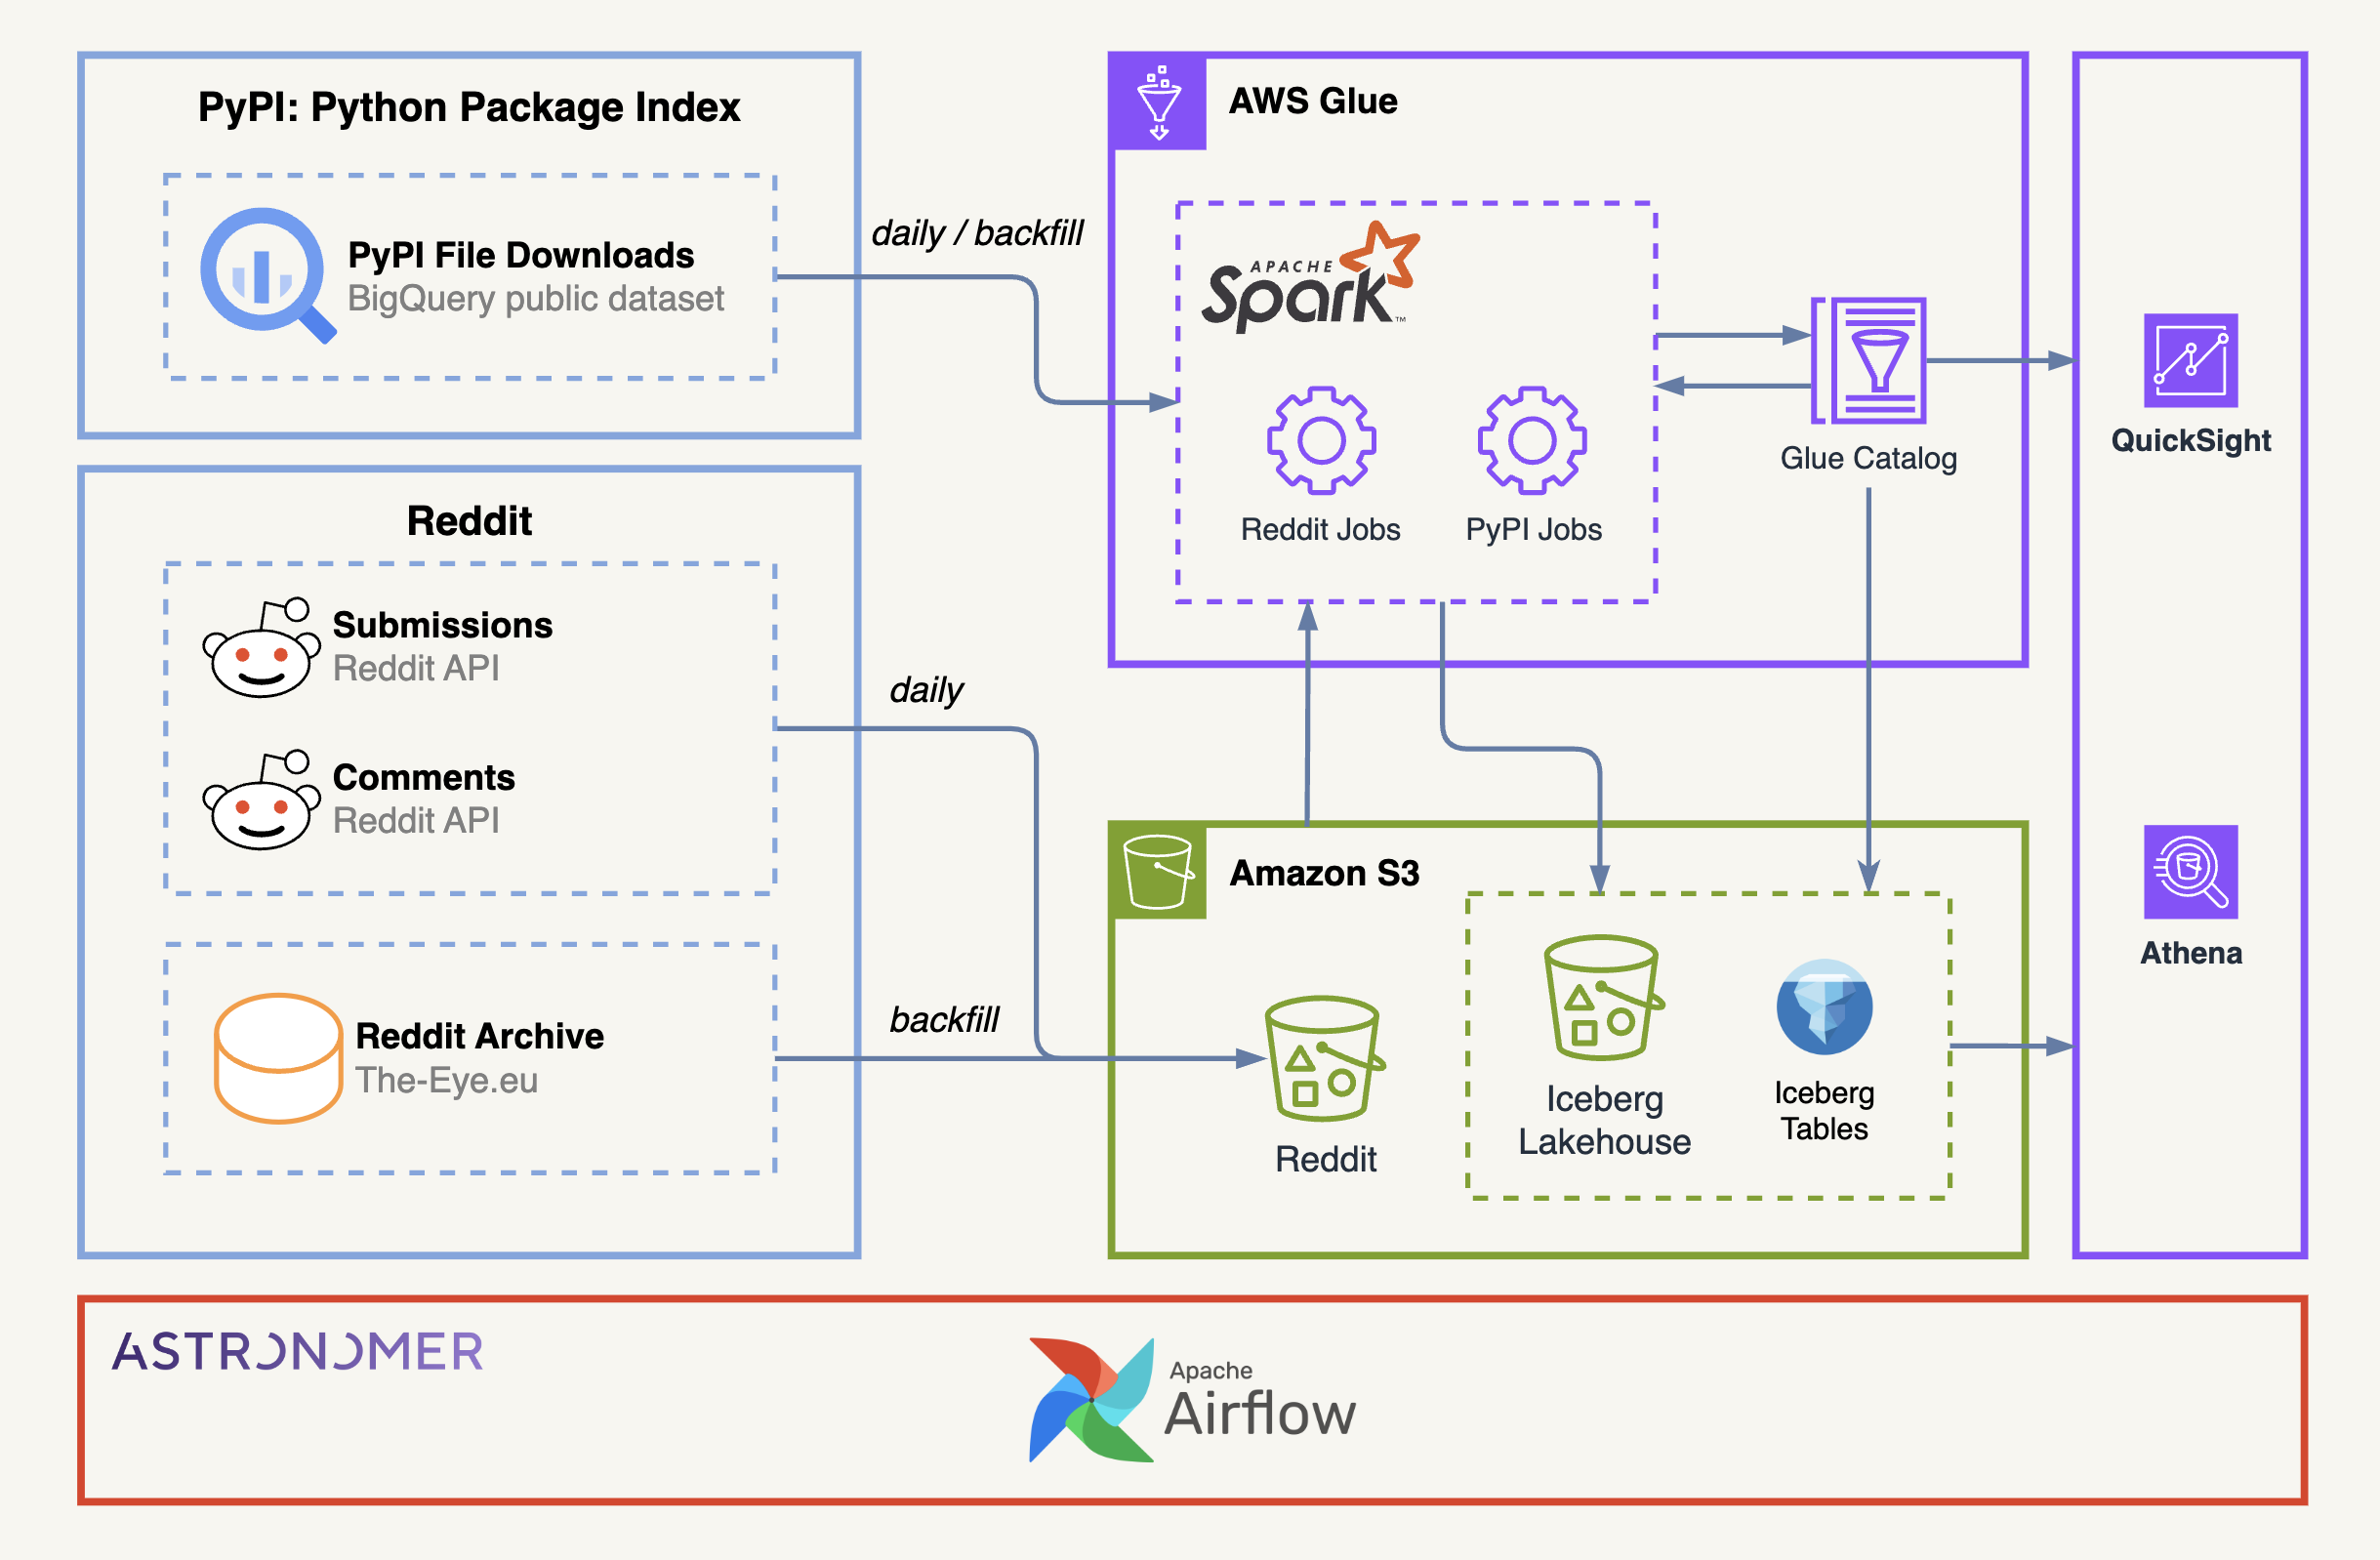 PyPI: Python Package Index
PyPI File Downloads
BigQuery public dataset
daily / backfill
Reddit
Submissions
Reddit API
Comments
Reddit API
daily
Reddit Archive
The-Eye.eu
backfill
AWS Glue
APACHE
Spark™
Reddit Jobs
PyPI Jobs
Glue Catalog
QuickSight
Amazon S3
Reddit
Iceberg
Lakehouse
Iceberg
Tables
Athena
ASTRONOMER
Apache
Airflow